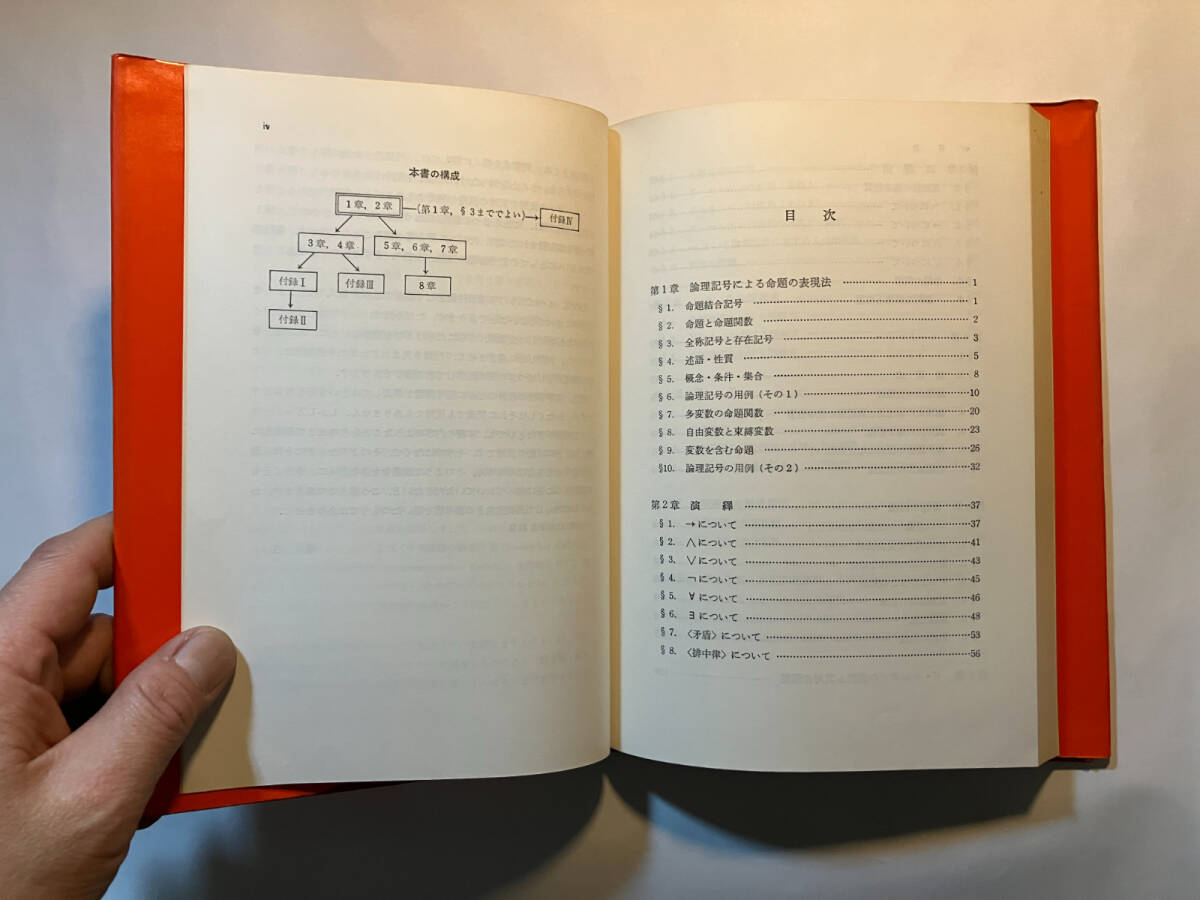 iv
本書の構成
1章，2章 (第1章，§3まででよい) 付録Ⅳ
3章，4章 5章，6章，7章
付録Ⅰ 付録Ⅲ 8章
付録Ⅱ
目次
第1章 論理記号による命題の表現法 ……… 1
§1. 命題結合記号 ……… 1
§2. 命題と命題関数 ……… 2
§3. 全称記号と存在記号 ……… 3
§4. 述語・性質 ……… 5
§5. 概念・条件・集合 ……… 8
§6. 論理記号の用例(その1) ……… 10
§7. 多変数の命題関数 ……… 20
§8. 自由変数と束縛変数 ……… 23
§9. 変数を含む命題 ……… 26
§10. 論理記号の用例(その2) ……… 32
第2章 演繹 ……… 37
§1. →について ……… 37
§2. ∧について ……… 41
§3. ∨について ……… 43
§4. ¬について ……… 45
§5. ∀について ……… 46
§6. ∃について ……… 48
§7. 〈矛盾〉について ……… 53
§8. 〈排中律〉について ……… 56